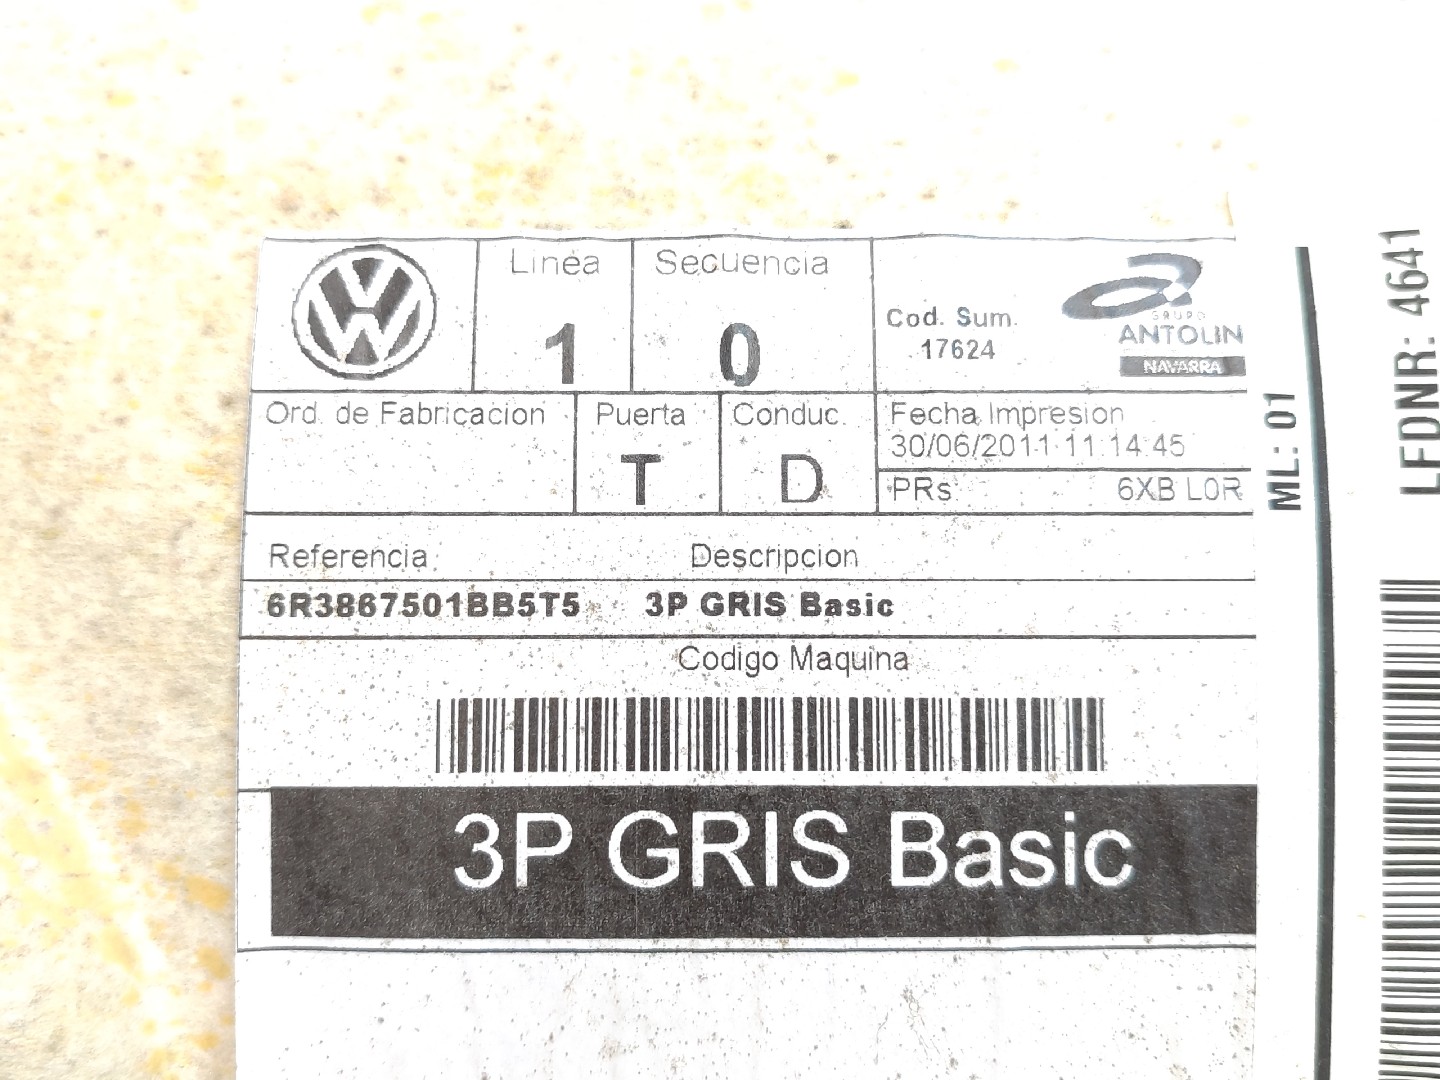 Linea
Secuencia
1
0
Cod. Sum.
17624
GRUPO
ANTOLIN
NAVARRA
Ord. de Fabricacion
Puerta
Conduc.
T
D
Fecha Impresion
30/06/2011 11:14:45
PRs
6XB L0R
Referencia
Descripcion
6R3867501BB5T5 3P GRIS Basic
Codigo Maquina
3P GRIS Basic
ML: 01
LFDNR: 4641